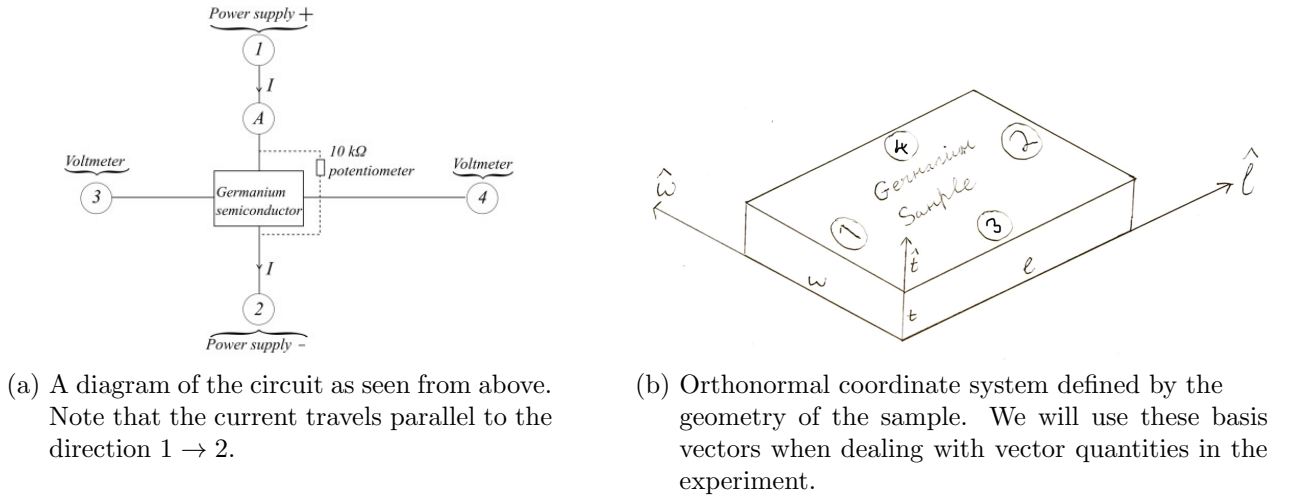 Power supply +
1
I
A
10 kΩ
potentiometer
Voltmeter
3
Germanium
semiconductor
Voltmeter
4
I
2
Power supply -
(a) A diagram of the circuit as seen from above.
Note that the current travels parallel to the
direction 1 → 2.
ŵ
4
2
Germanium
Sample
1
3
t̂
l̂
w
l
t
(b) Orthonormal coordinate system defined by the
geometry of the sample. We will use these basis
vectors when dealing with vector quantities in the
experiment.